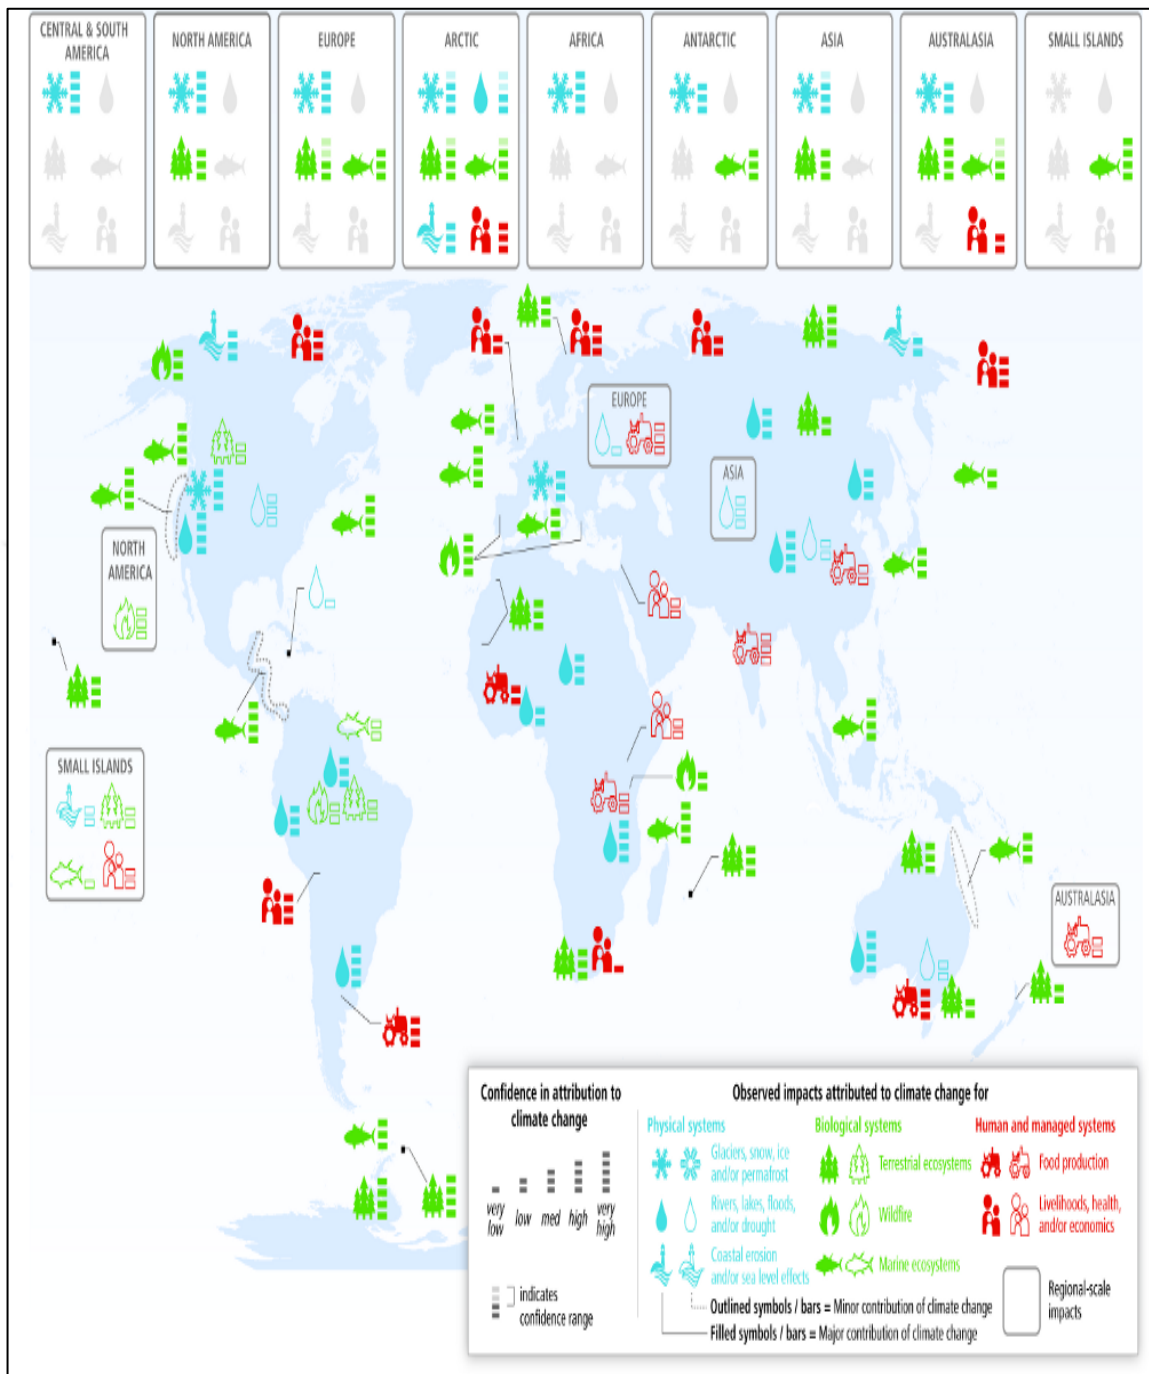 CENTRAL & SOUTH
AMERICA
NORTH AMERICA
EUROPE
ARCTIC
AFRICA
ANTARCTIC
ASIA
AUSTRALASIA
SMALL ISLANDS
EUROPE
ASIA
NORTH
AMERICA
SMALL ISLANDS
AUSTRALASIA
Confidence in attribution to
climate change
very
low
low
med
high
very
high
indicates
confidence range
Observed impacts attributed to climate change for
Physical systems
Glaciers, snow, ice
and/or permafrost
Rivers, lakes, floods,
and/or drought
Coastal erosion
and/or sea level effects
Biological systems
Terrestrial ecosystems
Wildfire
Marine ecosystems
Human and managed systems
Food production
Livelihoods, health,
and/or economics
Outlined symbols / bars = Minor contribution of climate change
Filled symbols / bars = Major contribution of climate change
Regional-scale
impacts